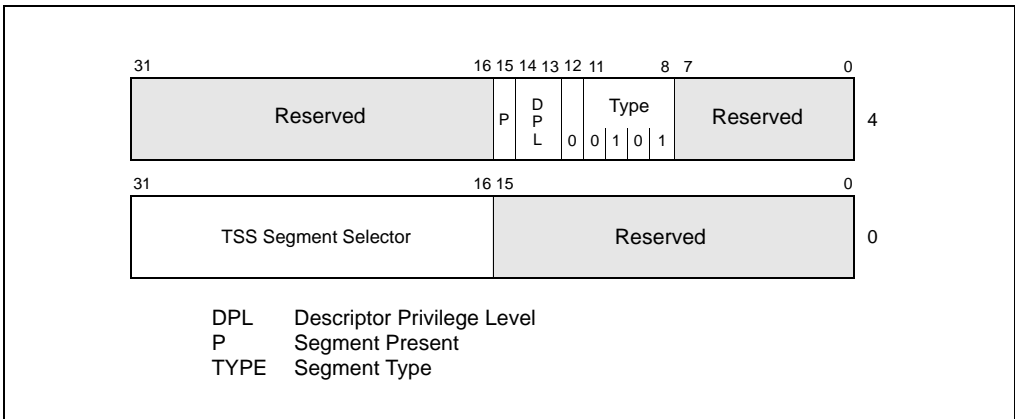 31 16 15 14 13 12 11 8 7 0
Reserved P DPL 0 Type 0 1 0 1 Reserved 4
31 16 15 0
TSS Segment Selector Reserved 0
DPL Descriptor Privilege Level
P Segment Present
TYPE Segment Type